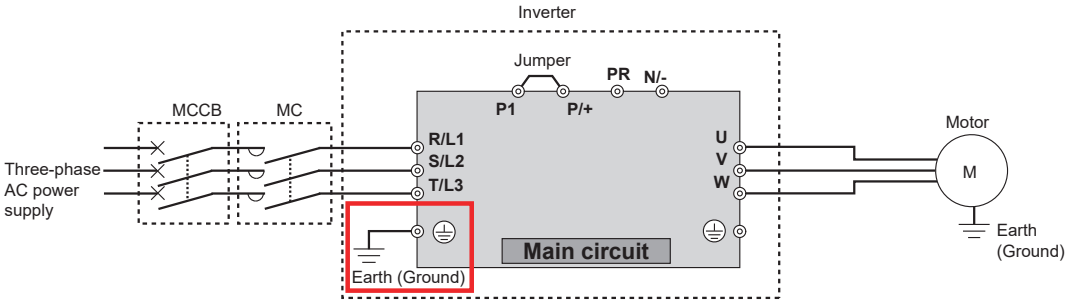 Inverter
Jumper
PR
N/-
P1
P/+
MCCB
MC
R/L1
S/L2
T/L3
U
V
W
Motor
M
Three-phase
AC power
supply
Earth
(Ground)
Main circuit
Earth (Ground)